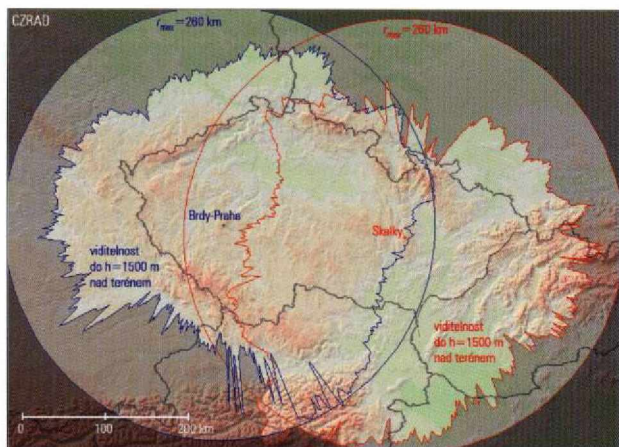 CZRAD
rmax=260 km
rmax=260 km
Brdy-Praha
Skalky
viditelnost
do h=1500 m
nad terénem
viditelnost
do h=1500 m
nad terénem
0 100 200 km